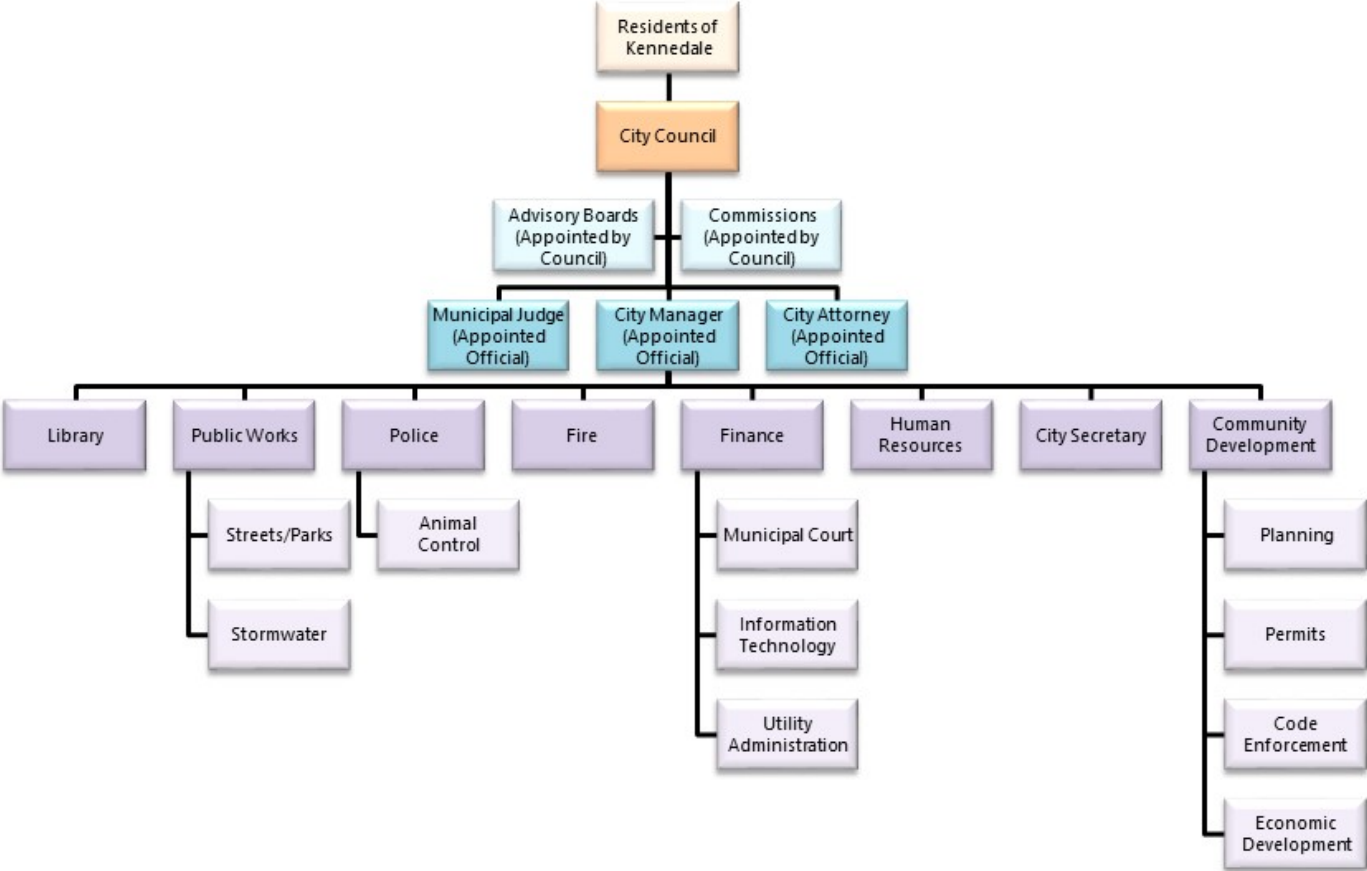 Residents of
Kennedale
City Council
Advisory Boards
(Appointed by
Council)
Commissions
(Appointed by
Council)
Municipal Judge
(Appointed
Official)
City Manager
(Appointed
Official)
City Attorney
(Appointed
Official)
Library
Public Works
Police
Fire
Finance
Human
Resources
City Secretary
Community
Development
Streets/Parks
Stormwater
Animal
Control
Municipal Court
Information
Technology
Utility
Administration
Planning
Permits
Code
Enforcement
Economic
Development